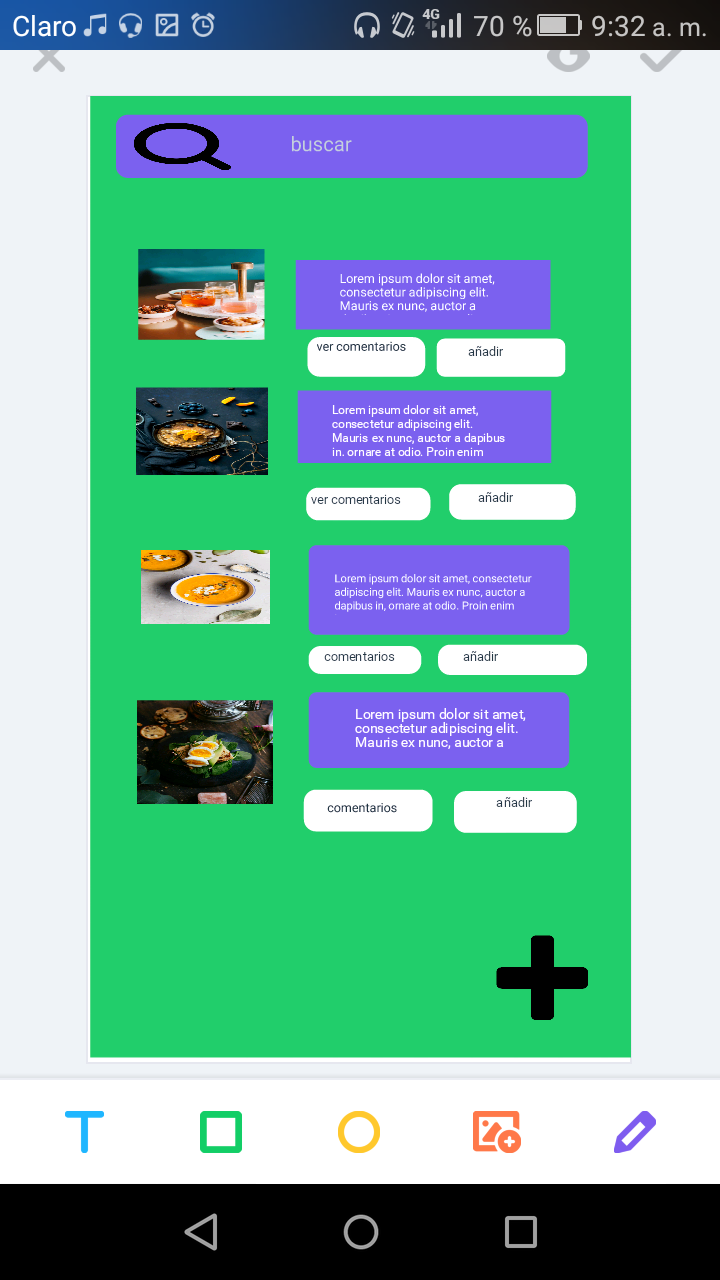 Claro 4G 70 % 9:32 a. m.
buscar
Lorem ipsum dolor sit amet,
consectetur adipiscing elit.
Mauris ex nunc, auctor a
ver comentarios
añadir
Lorem ipsum dolor sit amet,
consectetur adipiscing elit.
Mauris ex nunc, auctor a dapibus
in, ornare at odio. Proin enim
ver comentarios
añadir
Lorem ipsum dolor sit amet, consectetur
adipiscing elit. Mauris ex nunc, auctor a
dapibus in, ornare at odio. Proin enim
comentarios
añadir
Lorem ipsum dolor sit amet,
consectetur adipiscing elit.
Mauris ex nunc, auctor a
comentarios
añadir